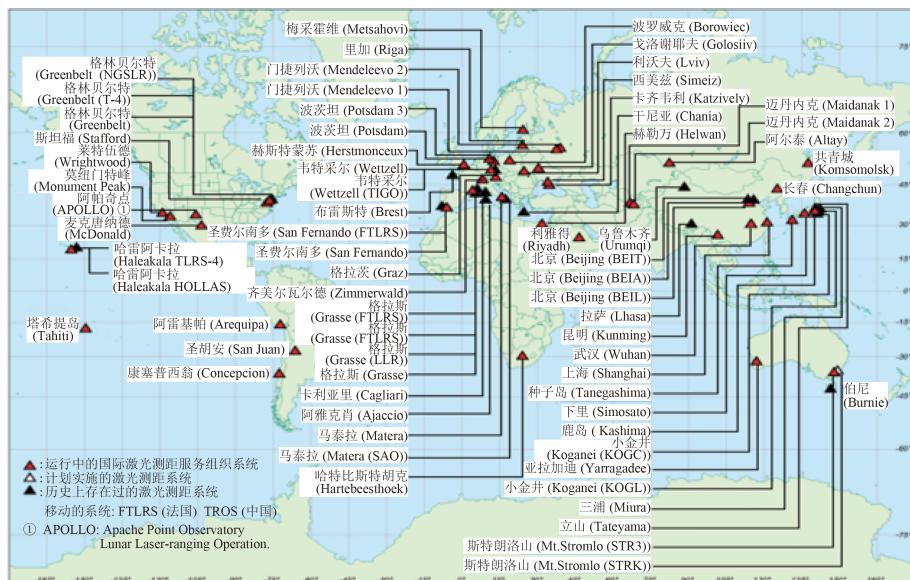 梅采霍维 (Metsahovi)
里加 (Riga)
门捷列沃 (Mendeleevo 2)
门捷列沃 (Mendeleevo 1)
波茨坦 (Potsdam 3)
波茨坦 (Potsdam)
赫斯特蒙苏 (Herstmonceux)
韦特采尔 (Wettzell)
韦特采尔
(Wettzell (TIGO))
布雷斯特 (Brest)
圣费尔南多 (San Fernando (FTLRS))
圣费尔南多 (San Fernando)
格拉茨 (Graz)
齐美尔瓦尔德 (Zimmerwald)
格拉斯
(Grasse (FTLRS))
格拉斯
(Grasse (FTLRS))
格拉斯
(Grasse (LLR))
格拉斯 (Grasse)
卡利亚里 (Cagliari)
阿雅克肖 (Ajaccio)
马泰拉 (Matera)
马泰拉 (Matera (SAO))
哈特比斯特胡克
(Hartebeesthoek)
格林贝尔特
(Greenbelt (NGSLR))
格林贝尔特
(Greenbelt (T-4))
格林贝尔特
(Greenbelt)
斯坦福 (Stafford)
莱特伍德
(Wrightwood)
莫纽门特峰
(Monument Peak)
阿帕奇点
(APOLLO) ①
麦克唐纳德
(McDonald)
哈雷阿卡拉
(Haleakala TLRS-4)
哈雷阿卡拉
(Haleakala HOLLAS)
塔希提岛
(Tahiti)
阿雷基帕 (Arequipa)
圣胡安 (San Juan)
康塞普西翁 (Concepcion)
波罗威克 (Borowiec)
戈洛谢耶夫 (Golosiiv)
利沃夫 (Lviv)
西美兹 (Simeiz)
卡齐韦利 (Katzively)
干尼亚 (Chania)
赫勒万 (Helwan)
迈丹内克 (Maidanak 1)
迈丹内克 (Maidanak 2)
阿尔泰 (Altay)
共青城
(Komsomolsk)
长春 (Changchun)
利雅得
(Riyadh)
乌鲁木齐
(Urumqi)
北京 (Beijing (BEIT))
北京 (Beijing (BEIA))
北京 (Beijing (BEIL))
拉萨 (Lhasa)
昆明 (Kunming)
武汉 (Wuhan)
上海 (Shanghai)
种子岛 (Tanegashima)
下里 (Simosato)
鹿岛 (Kashima)
小金井
(Koganei (KOGC))
亚拉加迪 (Yarragadee)
小金井 (Koganei (KOGL))
三浦 (Miura)
立山 (Tateyama)
斯特朗洛山 (Mt.Stromlo (STR3))
斯特朗洛山 (Mt.Stromlo (STRK))
伯尼
(Burnie)
:运行中的国际激光测距服务组织系统
:计划实施的激光测距系统
:历史上存在过的激光测距系统
移动的系统: FTLRS (法国) TROS (中国)
① APOLLO: Apache Point Observatory
Lunar Laser-ranging Operation.